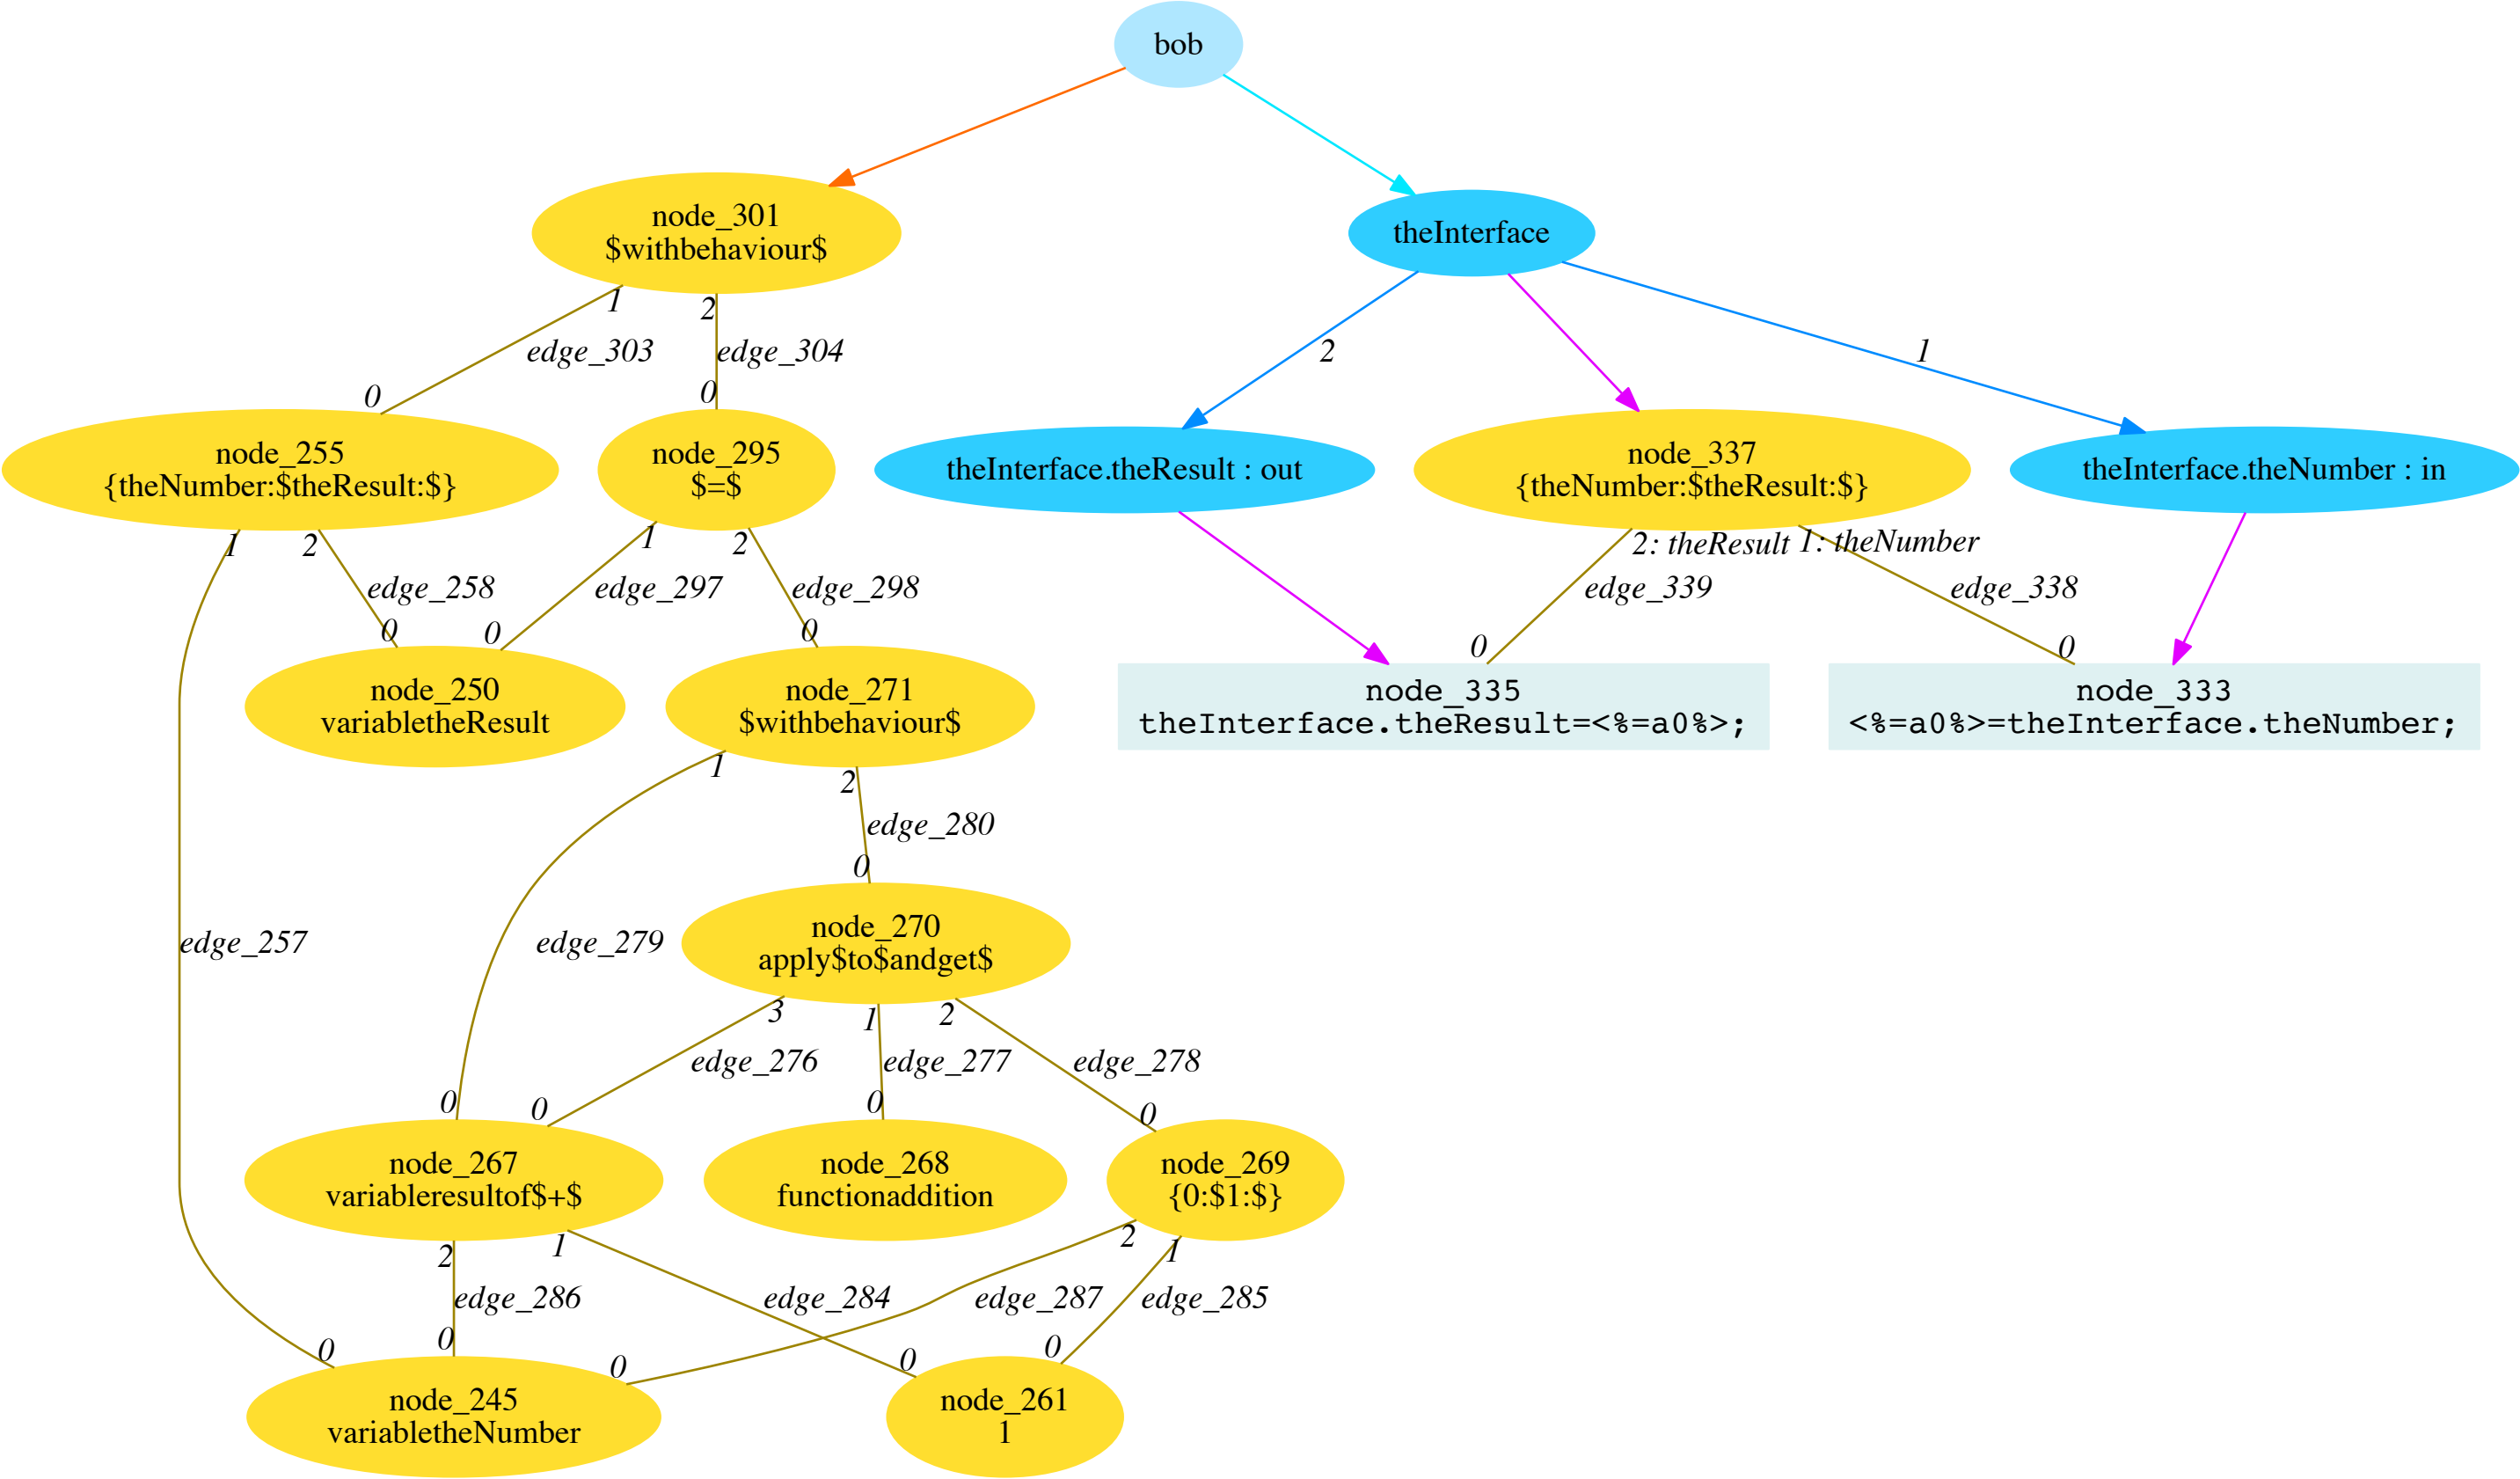 bob
node_301
$withbehaviour$
theInterface
1
2
edge_303
edge_304
2
1
0
0
node_255
{theNumber:$theResult:$}
node_295
$=$
theInterface.theResult : out
node_337
{theNumber:$theResult:$}
theInterface.theNumber : in
1
2
1
2
2: theResult
1: theNumber
edge_258
edge_297
edge_298
edge_339
edge_338
0
0
0
0
0
node_250
variabletheResult
node_271
$withbehaviour$
node_335
theInterface.theResult=<%=a0%>;
node_333
<%=a0%>=theInterface.theNumber;
1
2
edge_280
0
edge_257
edge_279
node_270
apply$to$andget$
3
1
2
edge_276
edge_277
edge_278
0
0
0
0
node_267
variableresultof$+$
node_268
functionaddition
node_269
{0:$1:$}
2
1
2
1
edge_286
edge_284
edge_287
edge_285
0
0
0
0
0
node_245
variabletheNumber
node_261
1